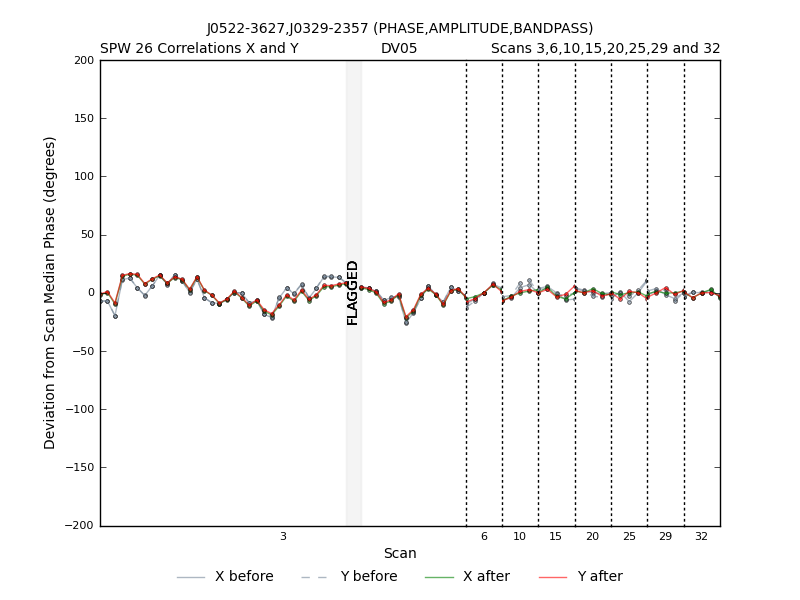 J0522-3627,J0329-2357 (PHASE,AMPLITUDE,BANDPASS)
SPW 26 Correlations X and Y DV05 Scans 3,6,10,15,20,25,29 and 32
200
150
100
50
0
−50
−100
−150
−200
Deviation from Scan Median Phase (degrees)
FLAGGED
3 6 10 15 20 25 29 32
Scan
X before Y before X after Y after